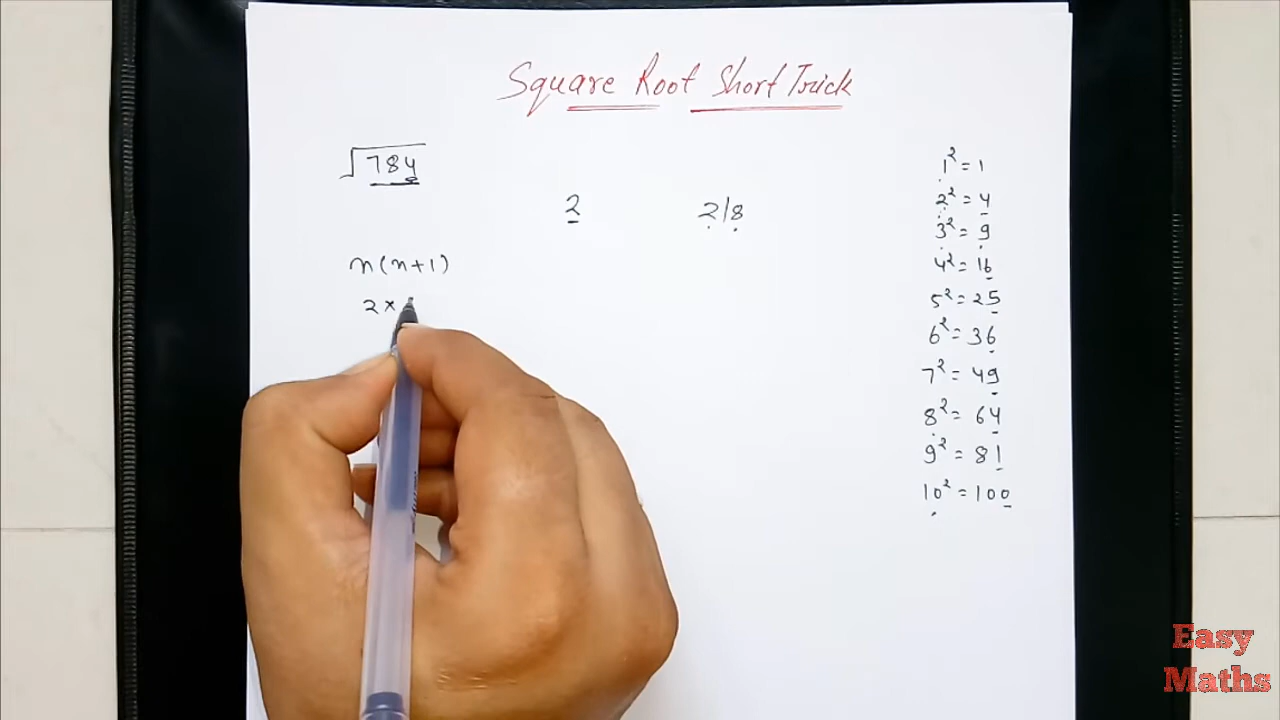 Square Root Short Trick
√784
2
2/8
n(n+1)
2×
1² = 1
2² = 4
3² = 9
4² = 16
5² = 25
6² = 36
7² = 49
8² = 64
9² = 81
10² = 100
Easy
Maths